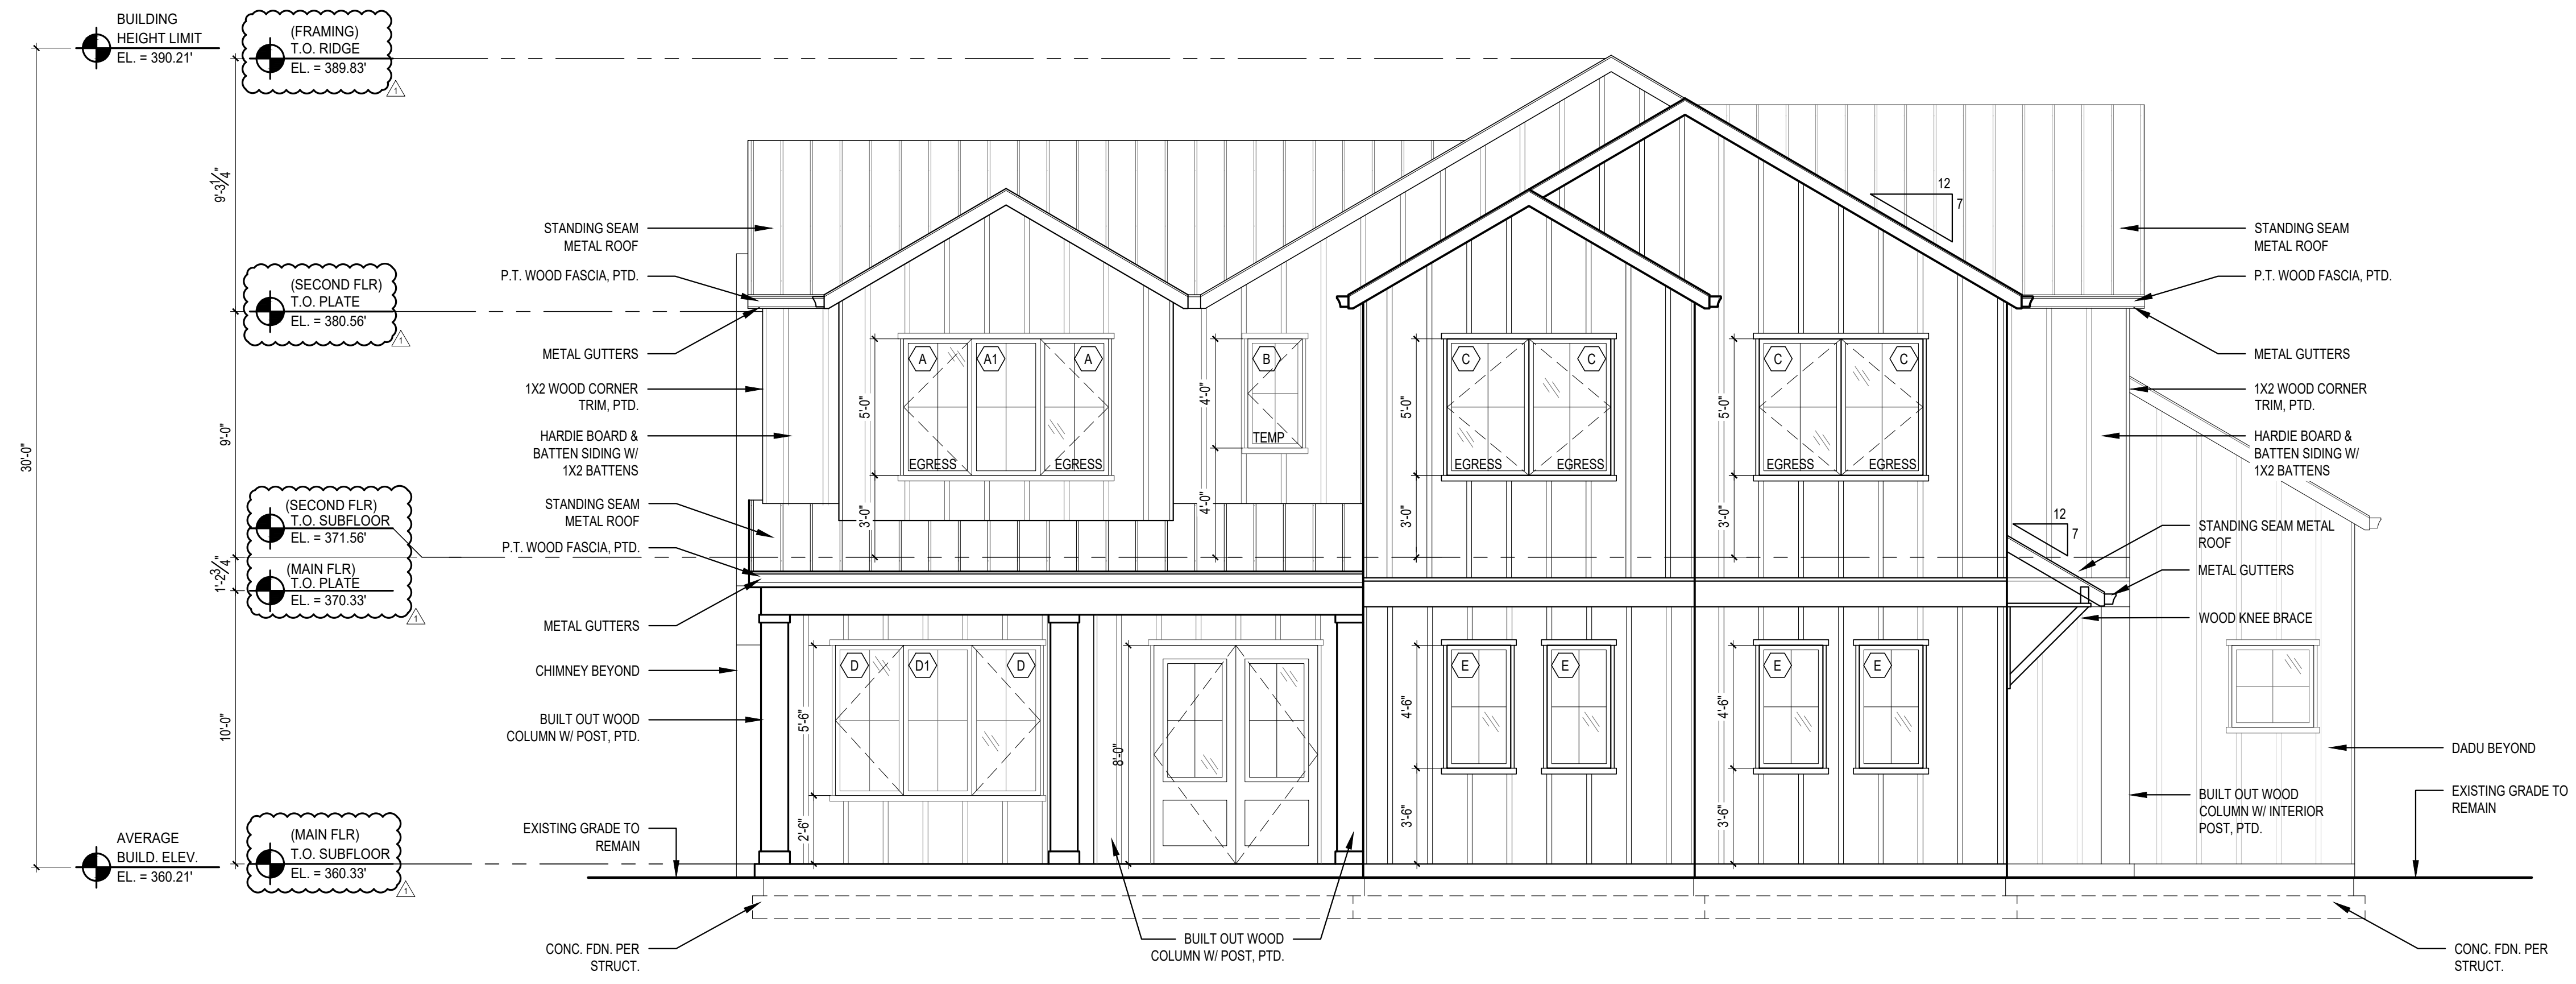 BUILDING
HEIGHT LIMIT
EL. = 390.21'
(FRAMING)
T.O. RIDGE
EL. = 389.83'
1
30'-0"
9'-3 1/4"
9'-0"
1'-2 3/4"
10'-0"
(SECOND FLR)
T.O. PLATE
EL. = 380.56'
1
(SECOND FLR)
T.O. SUBFLOOR
EL. = 371.56'
(MAIN FLR)
T.O. PLATE
EL. = 370.33'
1
AVERAGE
BUILD. ELEV.
EL. = 360.21'
(MAIN FLR)
T.O. SUBFLOOR
EL. = 360.33'
1
STANDING SEAM
METAL ROOF
P.T. WOOD FASCIA, PTD.
METAL GUTTERS
1X2 WOOD CORNER
TRIM, PTD.
HARDIE BOARD &
BATTEN SIDING W/
1X2 BATTENS
STANDING SEAM
METAL ROOF
P.T. WOOD FASCIA, PTD.
METAL GUTTERS
CHIMNEY BEYOND
BUILT OUT WOOD
COLUMN W/ POST, PTD.
EXISTING GRADE TO
REMAIN
CONC. FDN. PER
STRUCT.
A
A1
A
B
C
C
C
C
5'-0"
4'-0"
5'-0"
5'-0"
TEMP
EGRESS
EGRESS
EGRESS
EGRESS
EGRESS
EGRESS
3'-0"
4'-0"
3'-0"
3'-0"
D
D1
D
E
E
E
E
5'-6"
8'-0"
4'-6"
4'-6"
2'-6"
3'-6"
3'-6"
BUILT OUT WOOD
COLUMN W/ POST, PTD.
12
7
12
7
STANDING SEAM
METAL ROOF
P.T. WOOD FASCIA, PTD.
METAL GUTTERS
1X2 WOOD CORNER
TRIM, PTD.
HARDIE BOARD &
BATTEN SIDING W/
1X2 BATTENS
STANDING SEAM METAL
ROOF
METAL GUTTERS
WOOD KNEE BRACE
DADU BEYOND
BUILT OUT WOOD
COLUMN W/ INTERIOR
POST, PTD.
EXISTING GRADE TO
REMAIN
CONC. FDN. PER
STRUCT.